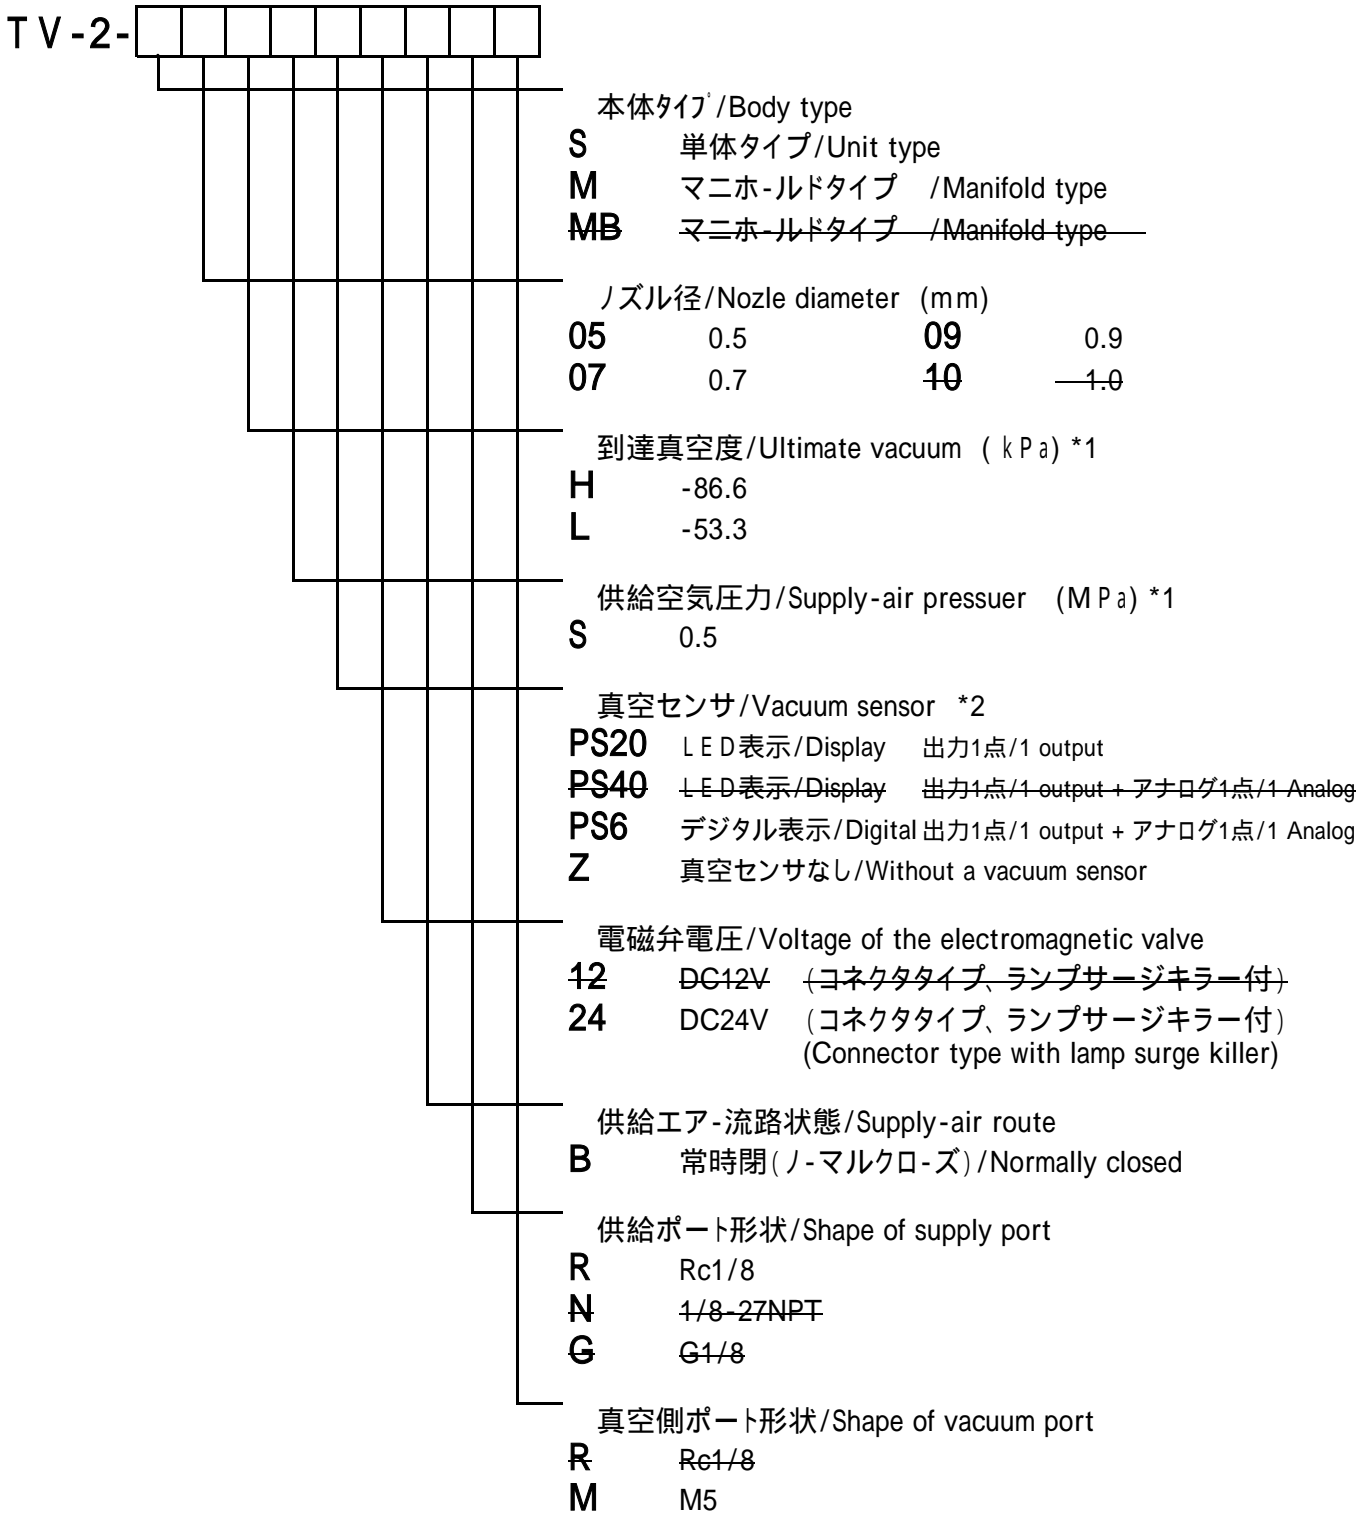 TV-2-
本体ﾀｲﾌﾟ/Body type
S 単体タイプ/Unit type
M マニホ-ルドタイプ /Manifold type
MB マニホ-ルドタイプ /Manifold type
ノズル径/Nozle diameter (mm)
05 0.5 09 0.9
07 0.7 10 1.0
到達真空度/Ultimate vacuum (kPa) *1
H -86.6
L -53.3
供給空気圧力/Supply-air pressuer (MPa) *1
S 0.5
真空センサ/Vacuum sensor *2
PS20 LED表示/Display 出力1点/1 output
PS40 LED表示/Display 出力1点/1 output + アナログ1点/1 Analog
PS6 デジタル表示/Digital 出力1点/1 output + アナログ1点/1 Analog
Z 真空センサなし/Without a vacuum sensor
電磁弁電圧/Voltage of the electromagnetic valve
12 DC12V (コネクタタイプ、ランプサージキラー付)
24 DC24V (コネクタタイプ、ランプサージキラー付)
(Connector type with lamp surge killer)
供給エア-流路状態/Supply-air route
B 常時閉(ノ-マルクロ-ズ)/Normally closed
供給ポート形状/Shape of supply port
R Rc1/8
N 1/8-27NPT
G G1/8
真空側ポート形状/Shape of vacuum port
R Rc1/8
M M5